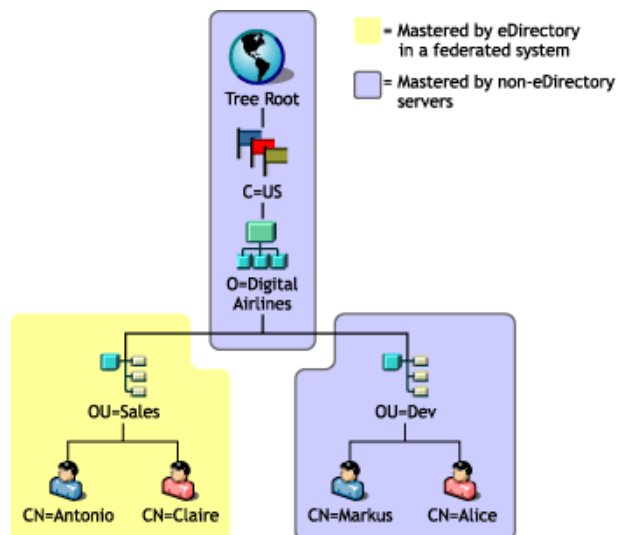 = Mastered by eDirectory
in a federated system
= Mastered by non-eDirectory
servers
Tree Root
C=US
O=Digital
Airlines
OU=Sales
OU=Dev
CN=Antonio
CN=Claire
CN=Markus
CN=Alice